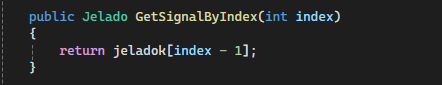 public Jelado GetSignalByIndex(int index)
{
    return jeladok[index - 1];
}